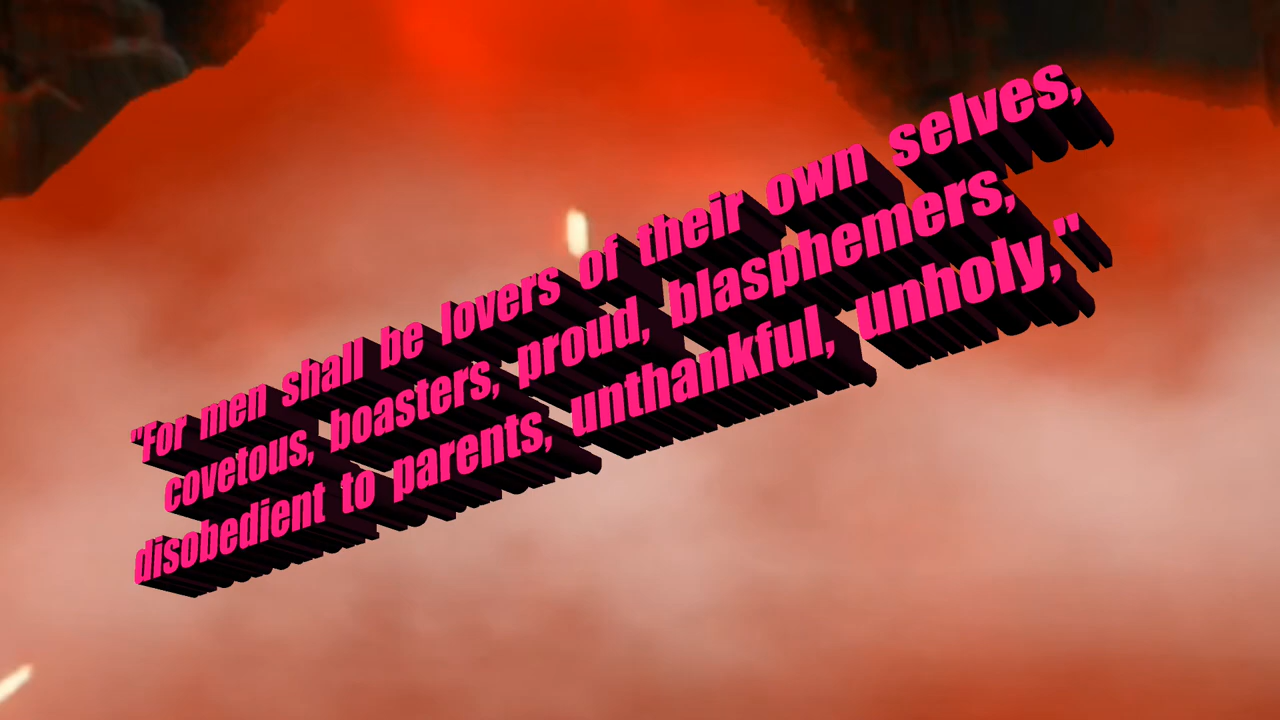 "For men shall be lovers of their own selves,
covetous, boasters, proud, blasphemers,
disobedient to parents, unthankful, unholy,"